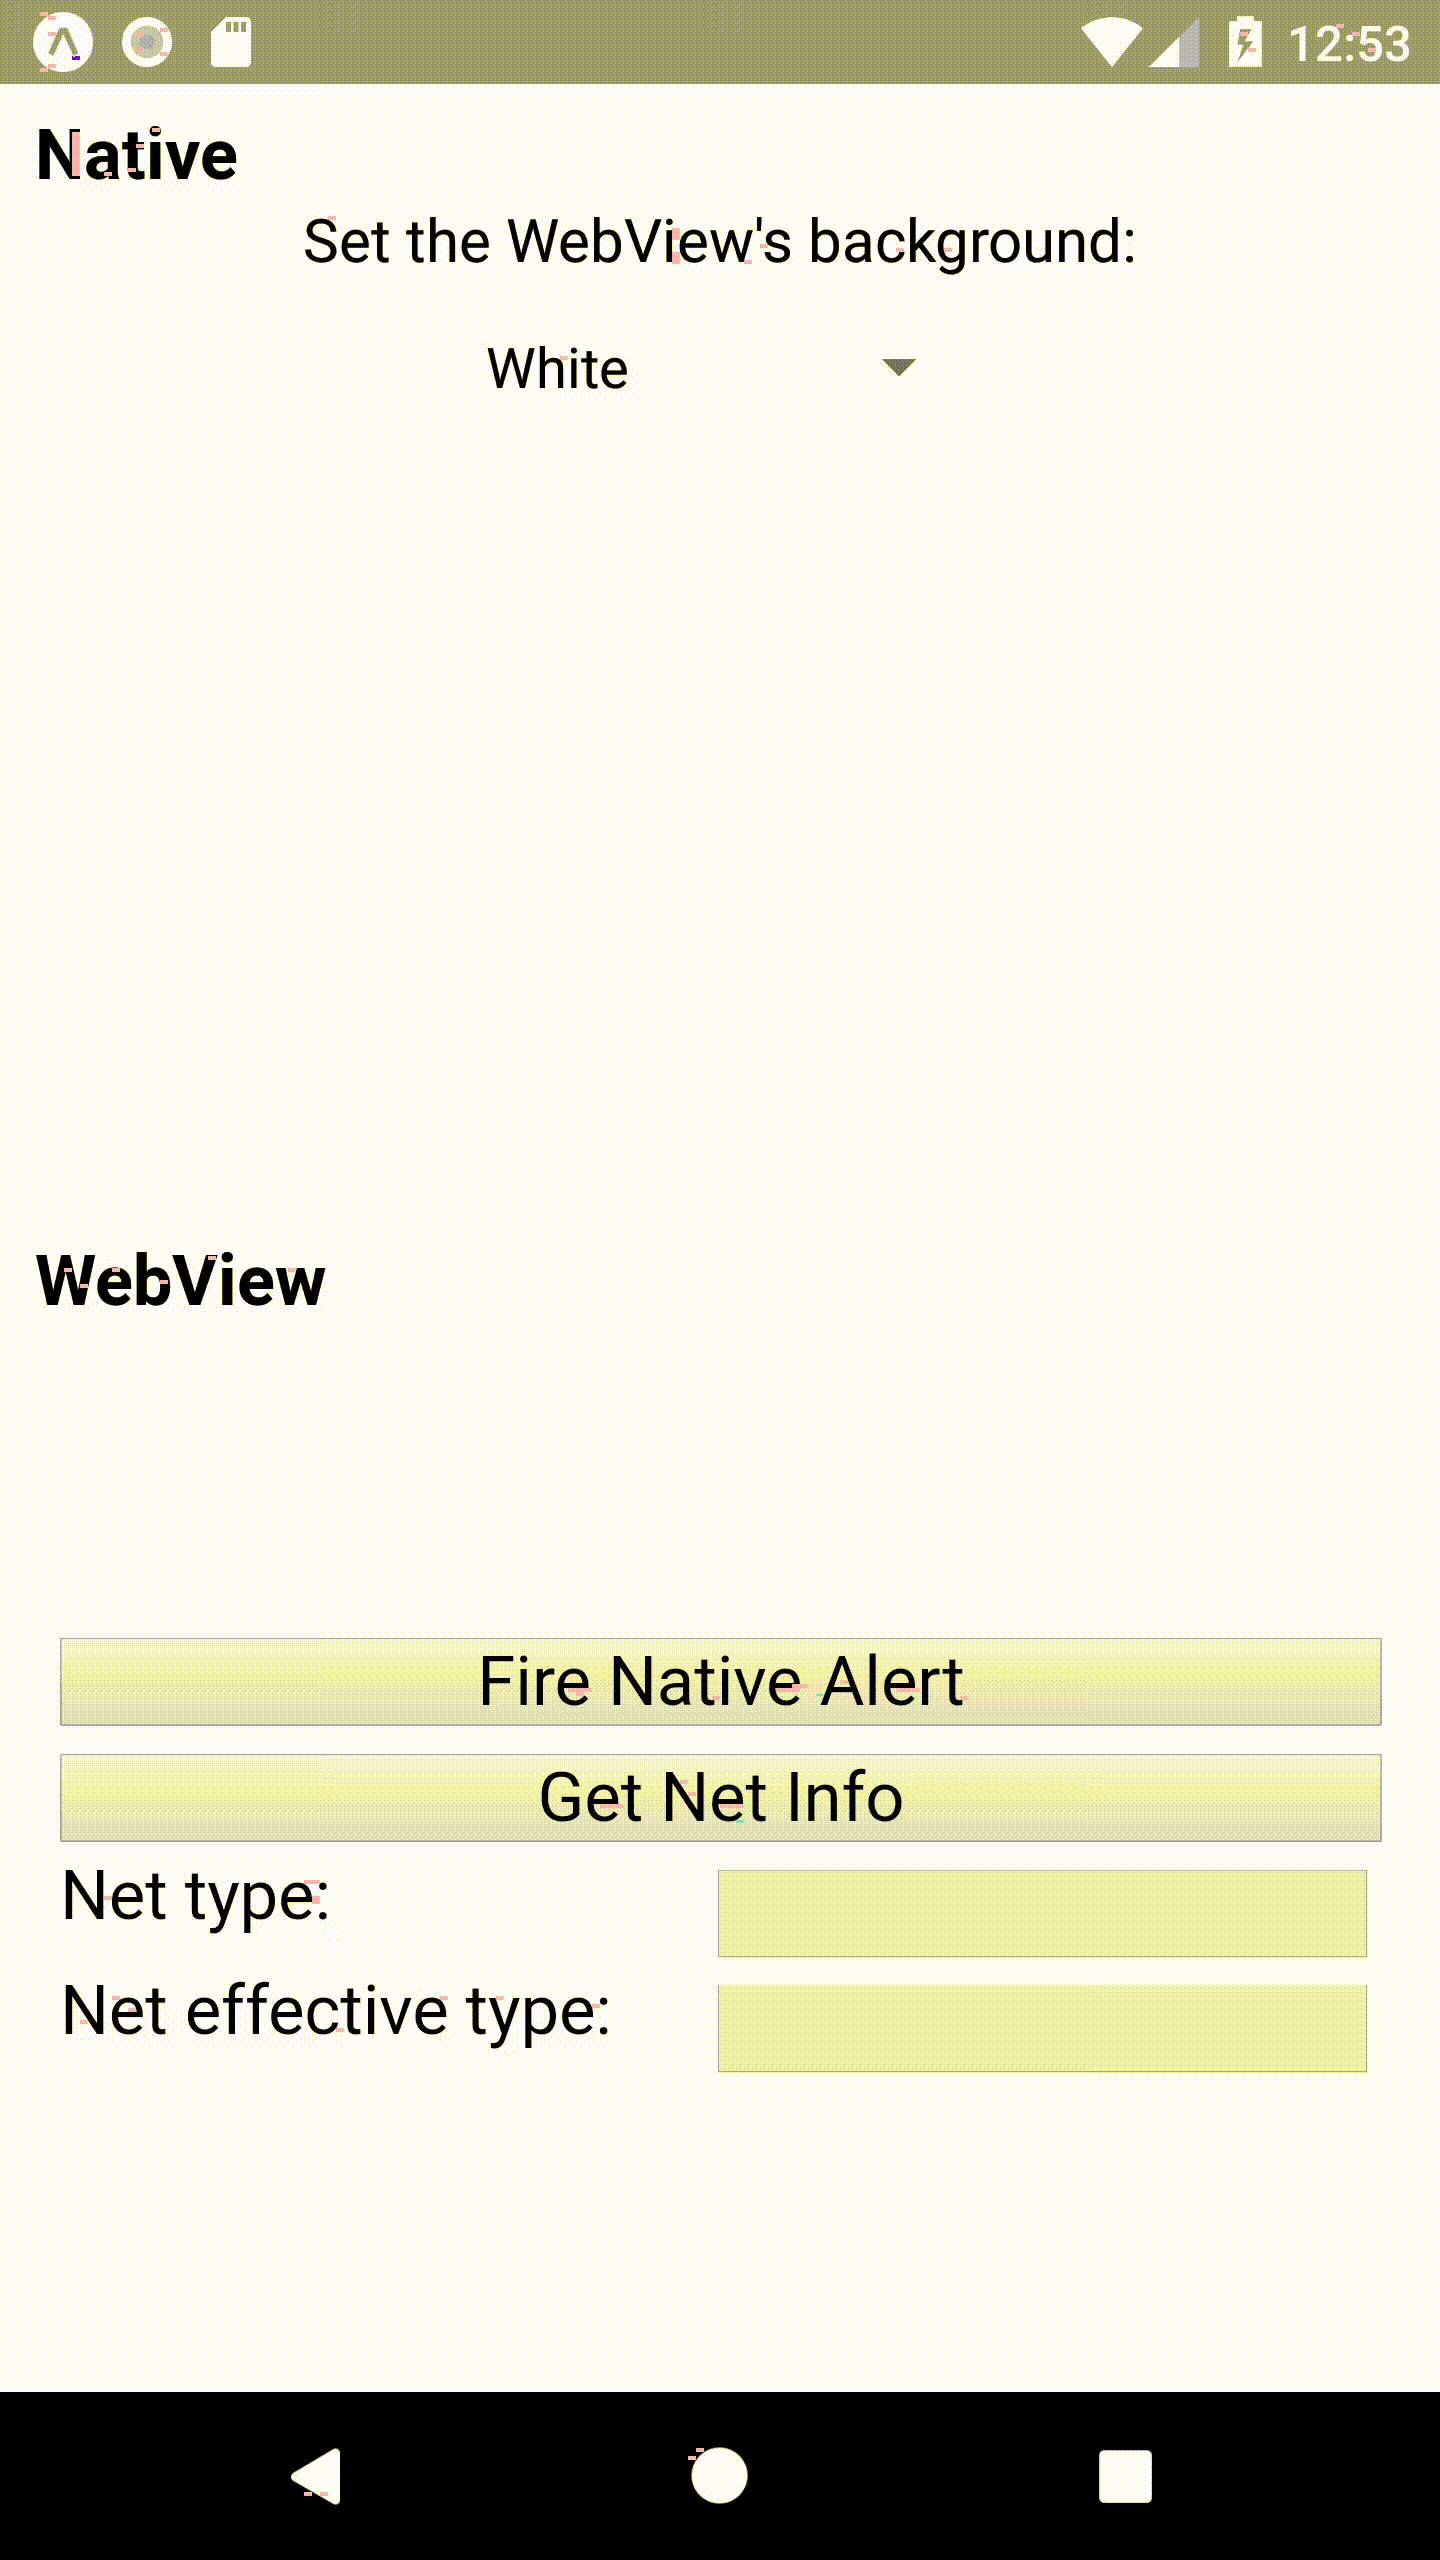 12:53
Native
Set the WebView's background:
White
WebView
Fire Native Alert
Get Net Info
Net type:
Net effective type: